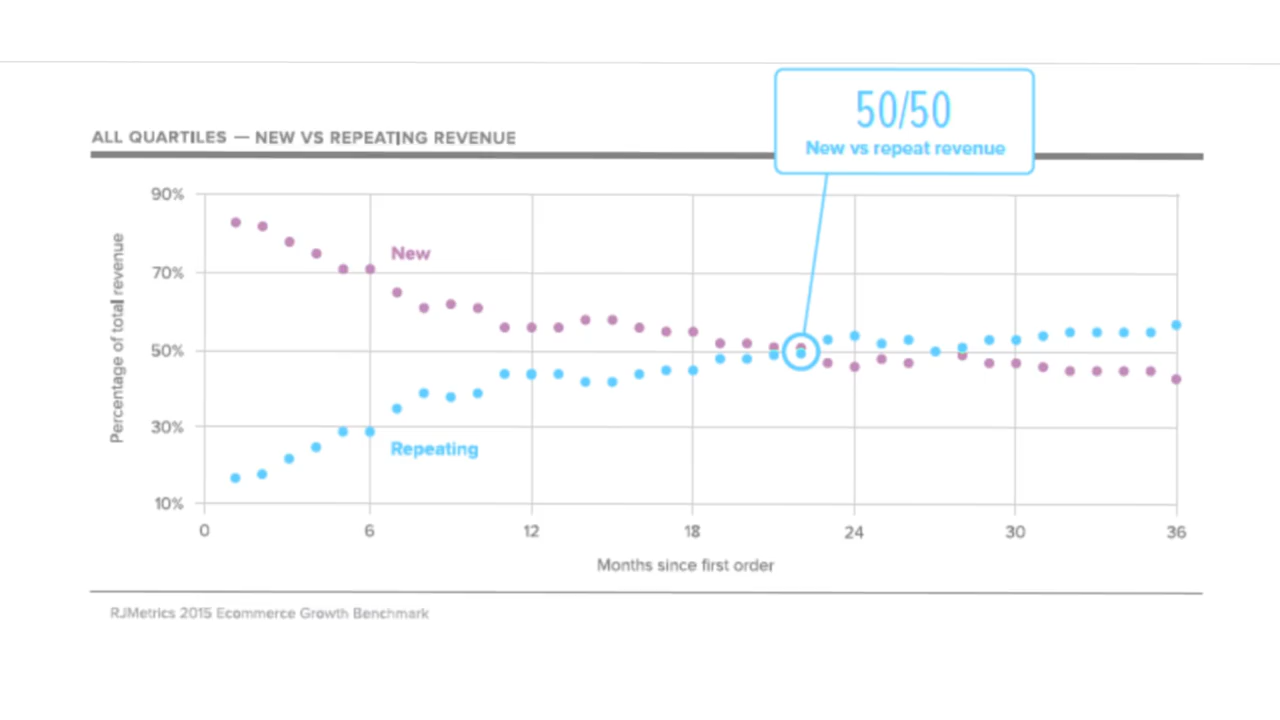 50/50
New vs repeat revenue
ALL QUARTILES — NEW VS REPEATING REVENUE
90%
70%
50%
30%
10%
Percentage of total revenue
New
Repeating
0 6 12 18 24 30 36
Months since first order
RJMetrics 2015 Ecommerce Growth Benchmark